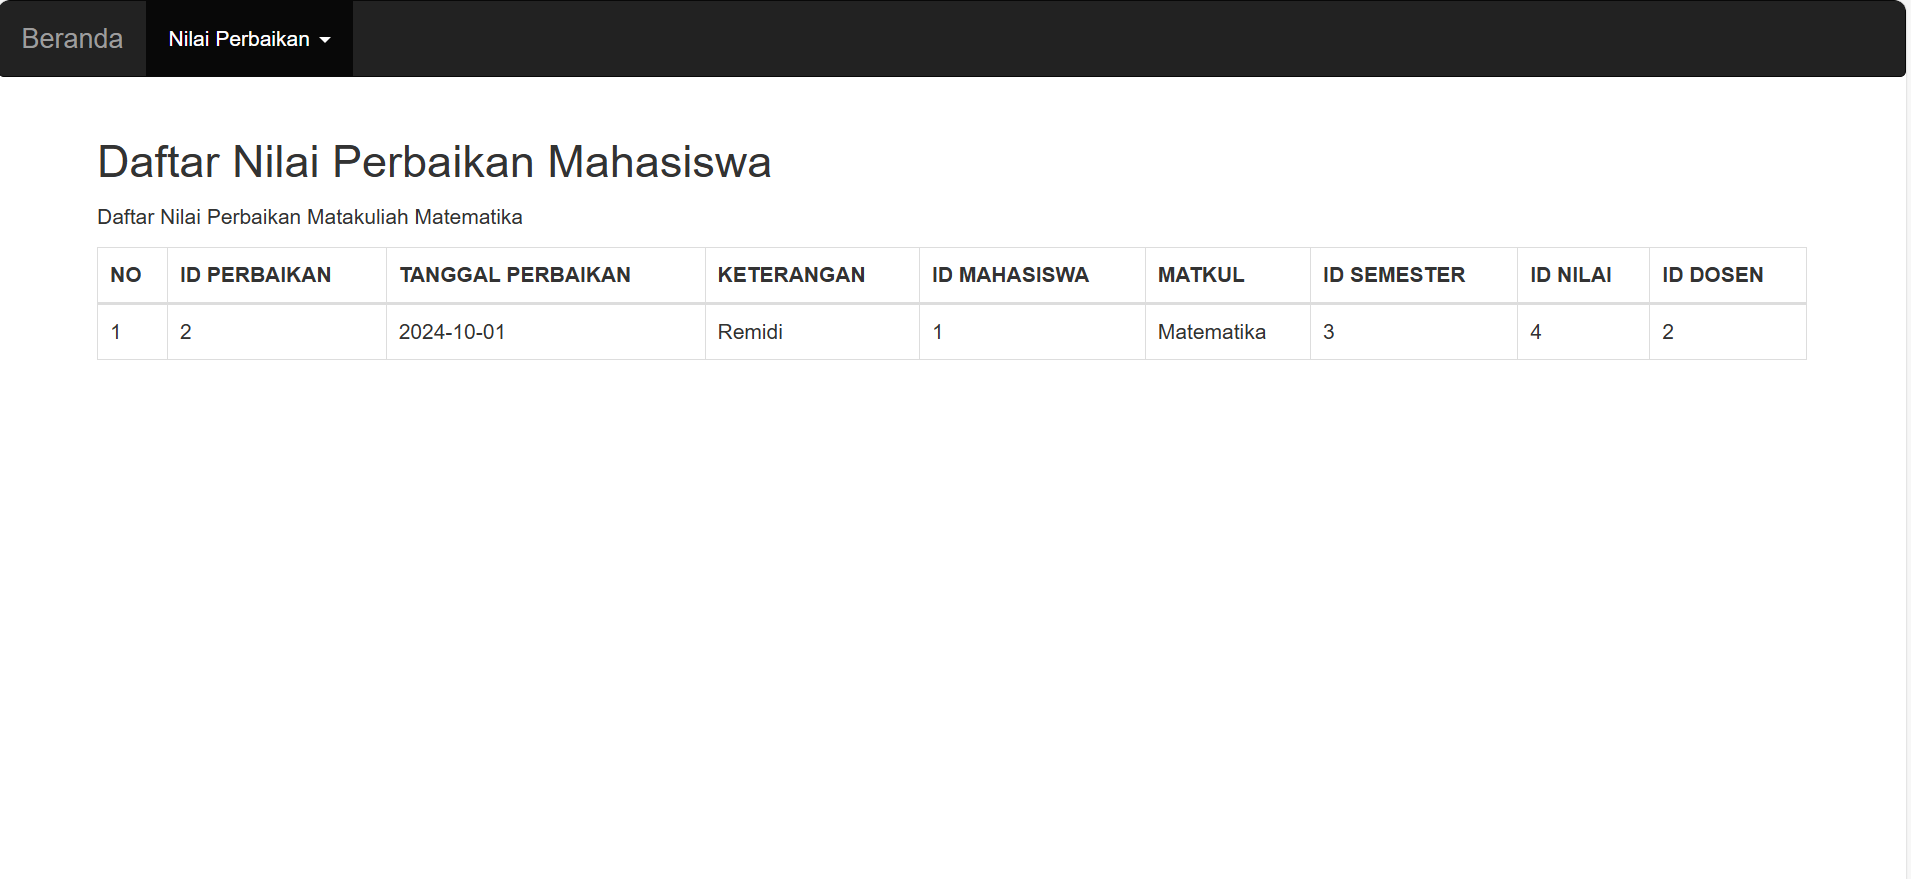 Beranda Nilai Perbaikan
Daftar Nilai Perbaikan Mahasiswa
Daftar Nilai Perbaikan Matakuliah Matematika
NO ID PERBAIKAN TANGGAL PERBAIKAN KETERANGAN ID MAHASISWA MATKUL ID SEMESTER ID NILAI ID DOSEN
1 2 2024-10-01 Remidi 1 Matematika 3 4 2